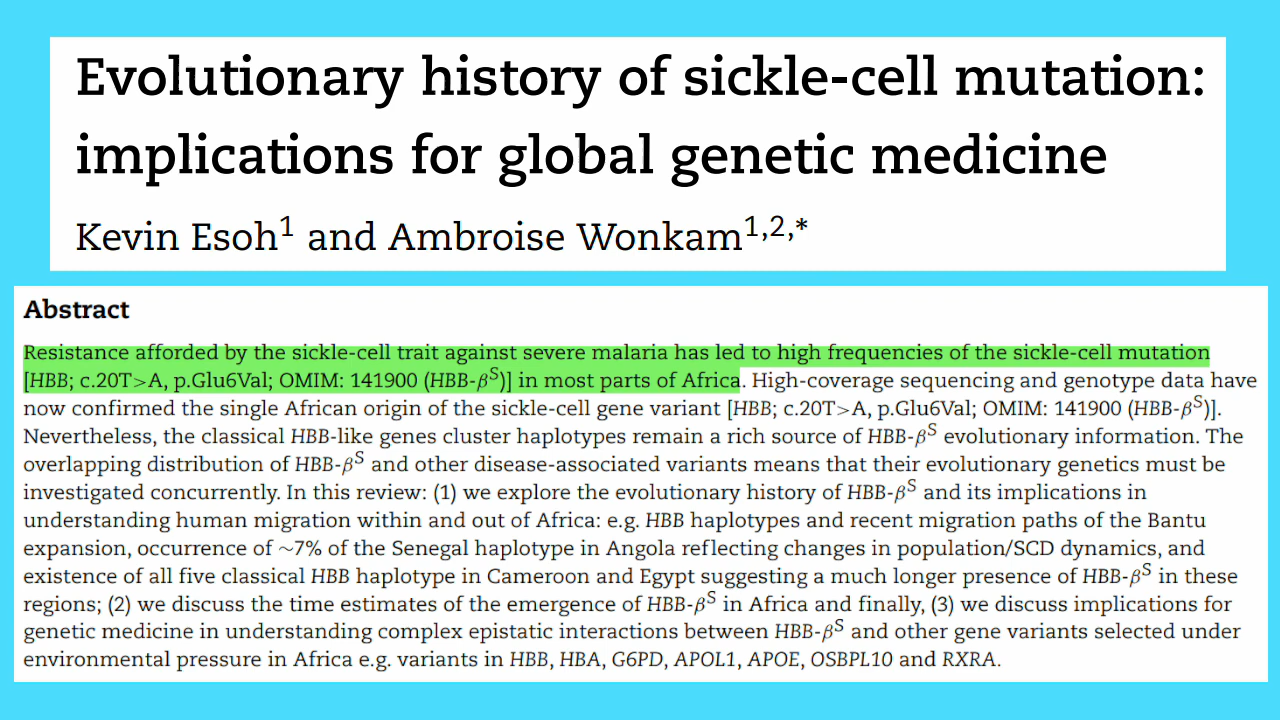 Evolutionary history of sickle-cell mutation:
implications for global genetic medicine
Kevin Esoh1 and Ambroise Wonkam1,2,*
Abstract
Resistance afforded by the sickle-cell trait against severe malaria has led to high frequencies of the sickle-cell mutation
[HBB; c.20T>A, p.Glu6Val; OMIM: 141900 (HBB-βS)] in most parts of Africa. High-coverage sequencing and genotype data have
now confirmed the single African origin of the sickle-cell gene variant [HBB; c.20T>A, p.Glu6Val; OMIM: 141900 (HBB-βS)].
Nevertheless, the classical HBB-like genes cluster haplotypes remain a rich source of HBB-βS evolutionary information. The
overlapping distribution of HBB-βS and other disease-associated variants means that their evolutionary genetics must be
investigated concurrently. In this review: (1) we explore the evolutionary history of HBB-βS and its implications in
understanding human migration within and out of Africa: e.g. HBB haplotypes and recent migration paths of the Bantu
expansion, occurrence of ∼7% of the Senegal haplotype in Angola reflecting changes in population/SCD dynamics, and
existence of all five classical HBB haplotype in Cameroon and Egypt suggesting a much longer presence of HBB-βS in these
regions; (2) we discuss the time estimates of the emergence of HBB-βS in Africa and finally, (3) we discuss implications for
genetic medicine in understanding complex epistatic interactions between HBB-βS and other gene variants selected under
environmental pressure in Africa e.g. variants in HBB, HBA, G6PD, APOL1, APOE, OSBPL10 and RXRA.